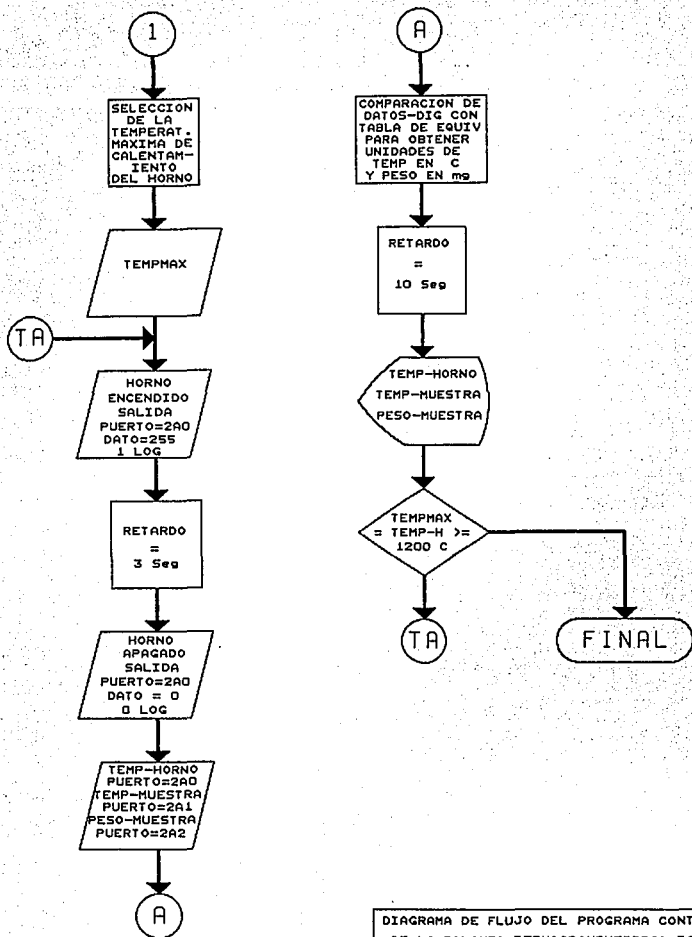 1
SELECCION
DE LA
TEMPERAT.
MAXIMA DE
CALENTAM-
IENTO
DEL HORNO
TEMPMAX
TA
HORNO
ENCENDIDO
SALIDA
PUERTO=2A0
DATO=255
1 LOG
RETARDO
=
3 Seg
HORNO
APAGADO
SALIDA
PUERTO=2A0
DATO = 0
0 LOG
TEMP-HORNO
PUERTO=2A0
TEMP-MUESTRA
PUERTO=2A1
PESO-MUESTRA
PUERTO=2A2
A
A
COMPARACION DE
DATOS-DIG CON
TABLA DE EQUIV
PARA OBTENER
UNIDADES DE
TEMP EN C
Y PESO EN mg
RETARDO
=
10 Seg
TEMP-HORNO
TEMP-MUESTRA
PESO-MUESTRA
TEMPMAX
= TEMP-H >=
1200 C
TA
FINAL
DIAGRAMA DE FLUJO DEL PROGRAMA CONT